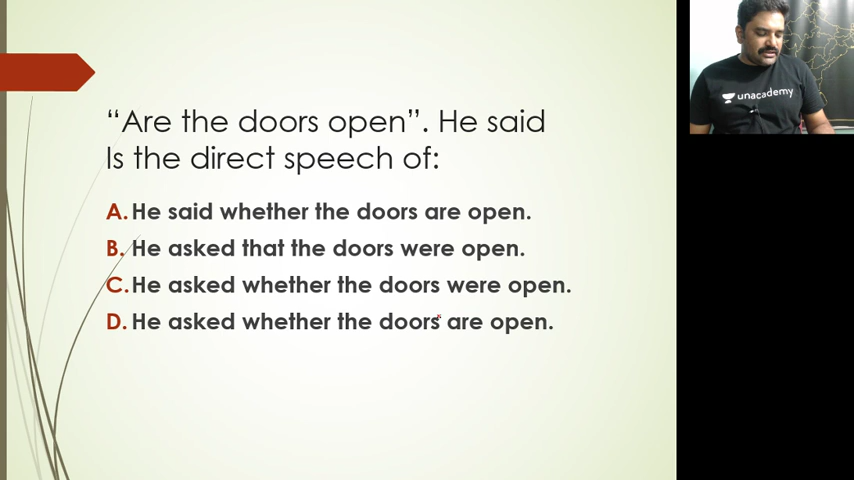 “Are the doors open”. He said
Is the direct speech of:
A. He said whether the doors are open.
B. He asked that the doors were open.
C. He asked whether the doors were open.
D. He asked whether the doors are open.
unacademy